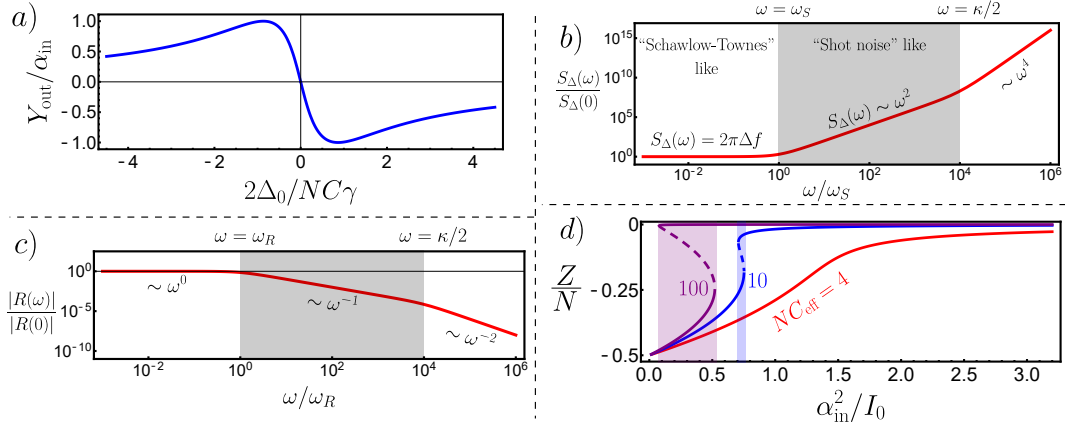 a)
Y_out/α_in
1.0
0.5
0.0
-0.5
-1.0
-4 -2 0 2 4
2Δ_0/NCγ
b)
ω = ω_S
ω = κ/2
"Schawlow-Townes"
like
"Shot noise" like
S_Δ(ω)/S_Δ(0)
10^15
10^10
10^5
10^0
S_Δ(ω) = 2πΔf
S_Δ(ω) ~ ω^2
~ ω^4
10^-2 10^0 10^2 10^4 10^6
ω/ω_S
c)
ω = ω_R
ω = κ/2
|R(ω)|/|R(0)|
10^0
10^-5
10^-10
~ ω^0
~ ω^-1
~ ω^-2
10^-2 10^0 10^2 10^4 10^6
ω/ω_R
d)
Z/N
0
-0.25
-0.5
100
10
NC_eff = 4
0.0 0.5 1.0 1.5 2.0 2.5 3.0
α_in^2/I_0